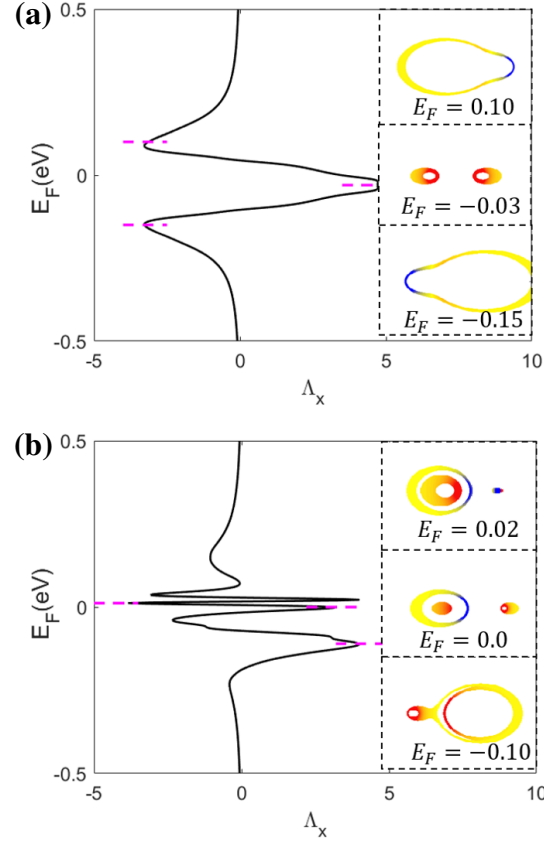 (a)
0.5
E_F(eV)
0
-0.5
-5
0
5
10
Λ_x
E_F = 0.10
E_F = −0.03
E_F = −0.15
(b)
0.5
E_F(eV)
0
-0.5
-5
0
5
10
Λ_x
E_F = 0.02
E_F = 0.0
E_F = −0.10